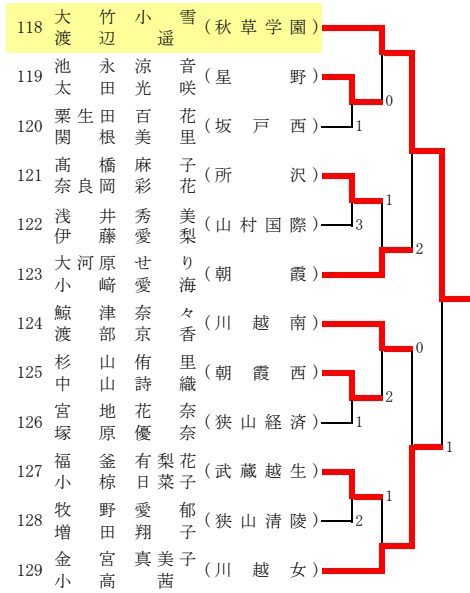 118 大竹小雪 (秋草学園)
渡辺遥
119 池永涼音 (星野)
太田光咲
0
120 粟生田百花 (坂戸西)
関根美里
1
121 髙橋麻子 (所沢)
奈良岡彩花
1
122 浅井秀美 (山村国際)
伊藤愛梨
3
2
123 大河原せり (朝霞)
小﨑愛海
124 鯨津奈々 (川越南)
渡部京香
0
125 杉山侑里 (朝霞西)
中山詩織
2
126 宮地花奈 (狭山経済)
塚原優奈
1
1
127 福釜有梨花 (武蔵越生)
小椋日菜子
1
128 牧野愛郁 (狭山清陵)
増田翔子
2
129 金宮真美子 (川越女)
小高茜